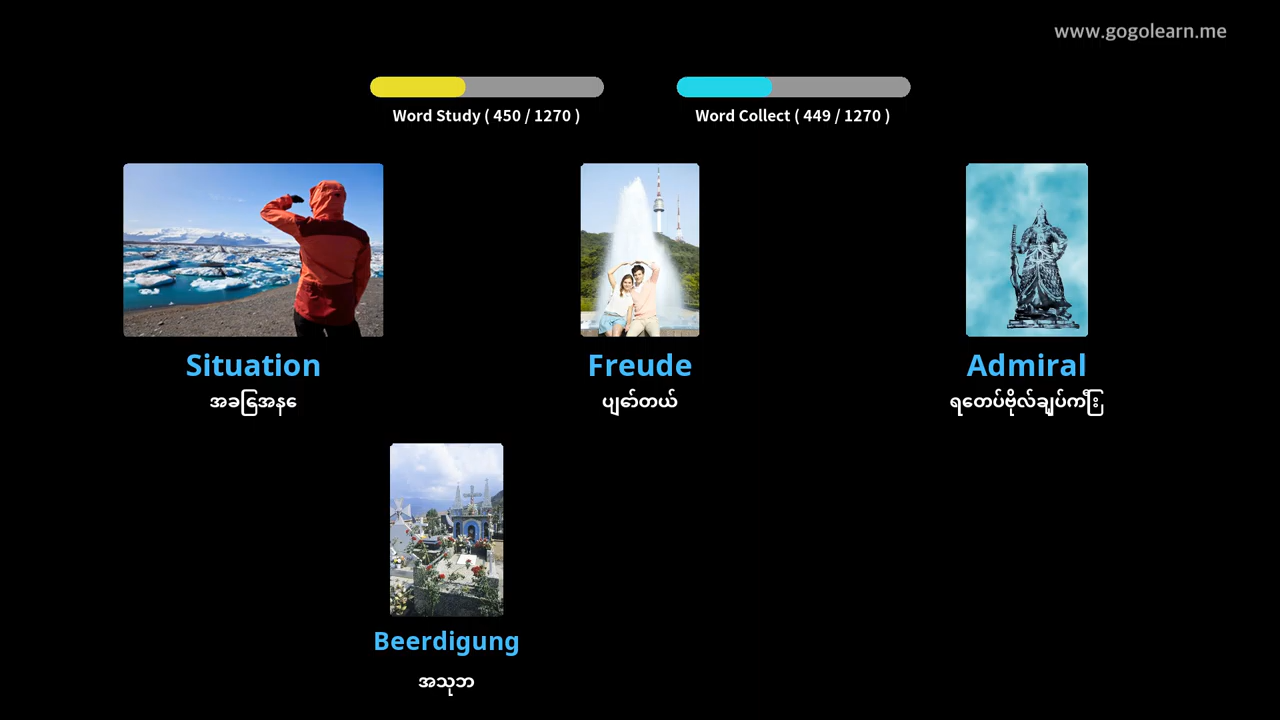 www.gogolearn.me
Word Study ( 450 / 1270 )
Word Collect ( 449 / 1270 )
Situation
Freude
Admiral
အခြေအနေ
ပျော်တယ်
ရေတပ်ဗိုလ်ချုပ်ကြီး
Beerdigung
အသုဘ